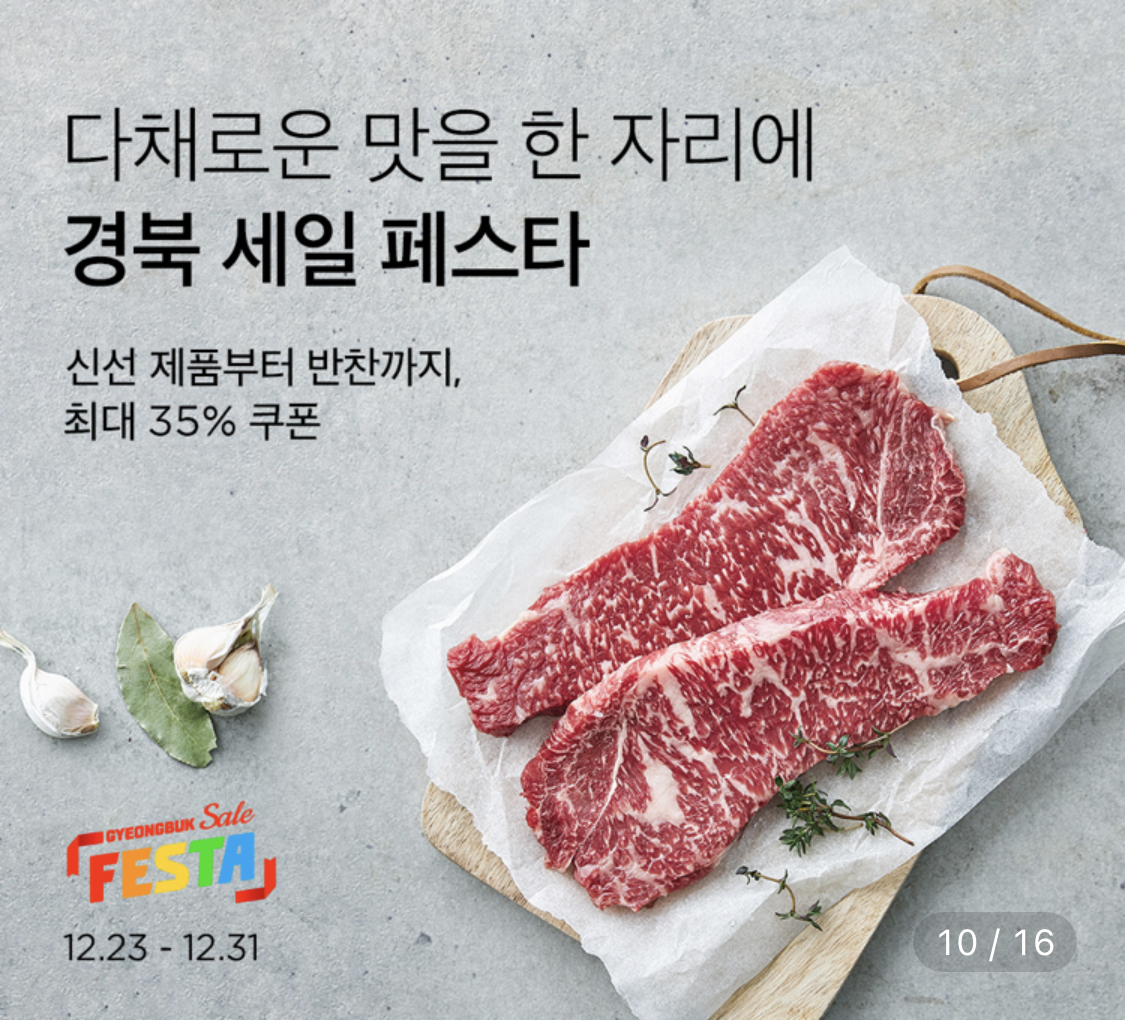 다채로운 맛을 한 자리에
경북 세일 페스타
신선 제품부터 반찬까지,
최대 35% 쿠폰
GYEONGBUK Sale
FESTA
12.23 - 12.31
10 / 16